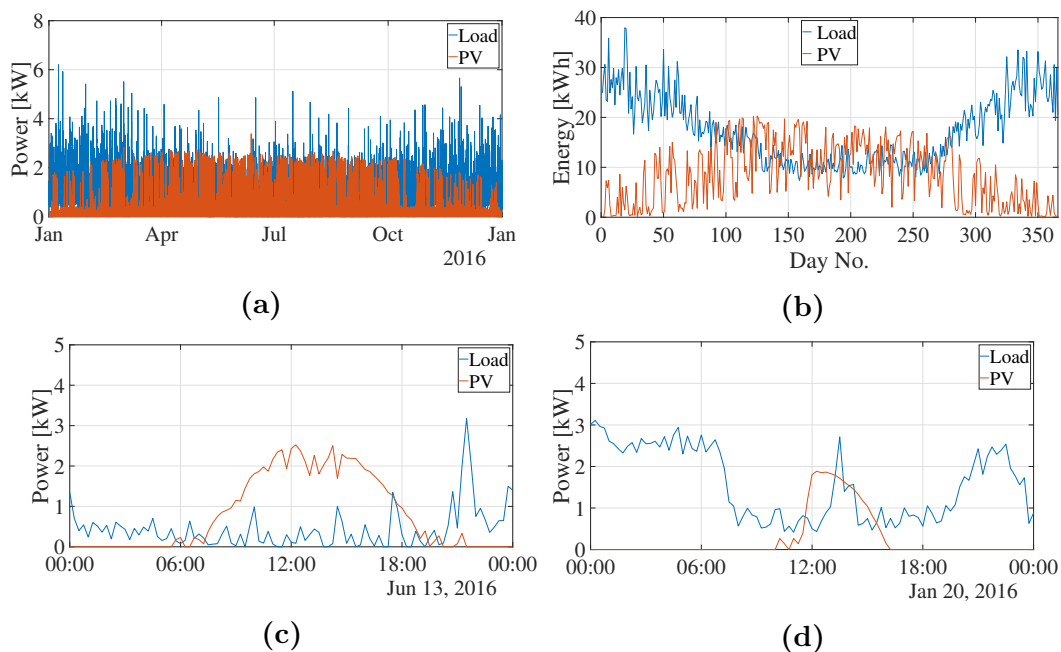 8
6
4
2
0
Power [kW]
Load
PV
Jan
Apr
Jul
Oct
Jan
2016
(a)
40
30
20
10
0
Energy [kWh]
Load
PV
0
50
100
150
200
250
300
350
Day No.
(b)
5
4
3
2
1
0
Power [kW]
Load
PV
00:00
06:00
12:00
18:00
00:00
Jun 13, 2016
(c)
5
4
3
2
1
0
Power [kW]
Load
PV
00:00
06:00
12:00
18:00
00:00
Jan 20, 2016
(d)